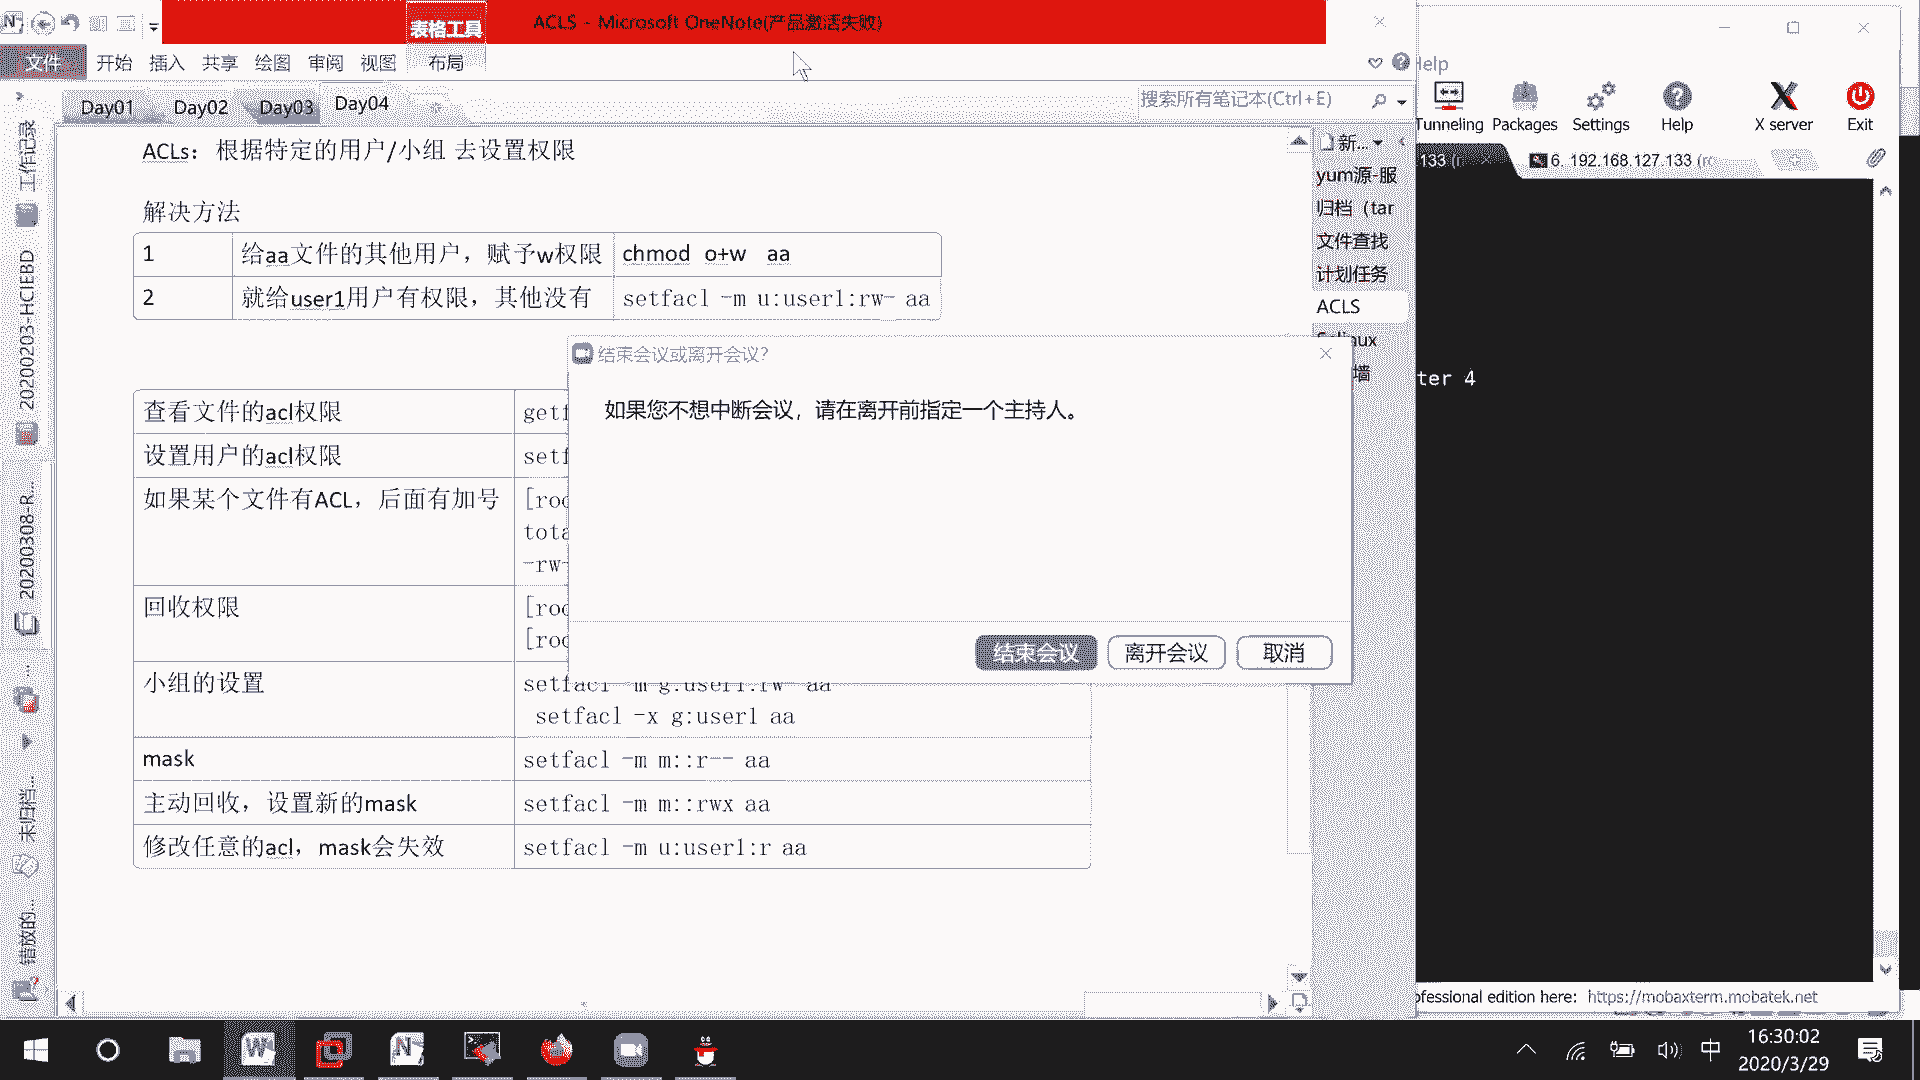 表格工具
ACLS - Microsoft OneNote(产品激活失败)
文件 开始 插入 共享 绘图 审阅 视图 布局
Help
Day01 Day02 Day03 Day04
搜索所有笔记本(Ctrl+E)
Tunneling Packages Settings Help X server Exit
133 (r
6. 192.168.127.133 (ro
工作记录
20200203-HCIEBD
20200308-R...
未归档...
错放的...
ACLs：根据特定的用户/小组 去设置权限
解决方法
1 给aa文件的其他用户，赋予w权限 chmod o+w aa
2 就给user1用户有权限，其他没有 setfacl -m u:user1:rw- aa
查看文件的acl权限 getf
设置用户的acl权限 setf
如果某个文件有ACL，后面有加号 [roo
tota
-rw-
回收权限 [roo
[roo
小组的设置 setfacl -m g:user1:rw- aa
setfacl -x g:user1 aa
mask setfacl -m m::r-- aa
主动回收，设置新的mask setfacl -m m::rwx aa
修改任意的acl，mask会失效 setfacl -m u:user1:r aa
新...
yum源-服
归档（tar
文件查找
计划任务
ACLS
Selinux
墙
结束会议或离开会议?
如果您不想中断会议，请在离开前指定一个主持人。
结束会议 离开会议 取消
ter 4
ofessional edition here: https://mobaxterm.mobatek.net
中
16:30:02
2020/3/29